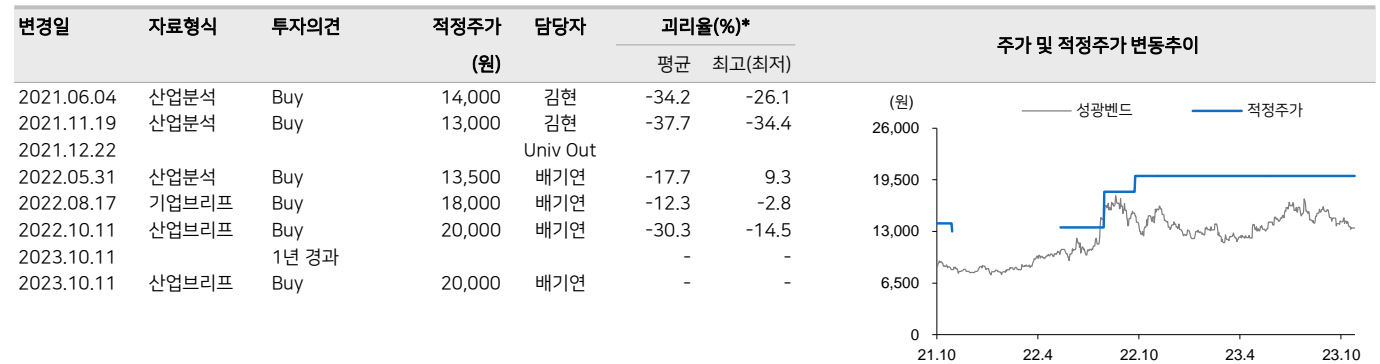 변경일 자료형식 투자의견 적정주가 (원) 담당자 괴리율(%)* 주가 및 적정주가 변동추이
평균 최고(최저)
2021.06.04 산업분석 Buy 14,000 김현 -34.2 -26.1
2021.11.19 산업분석 Buy 13,000 김현 -37.7 -34.4
2021.12.22 Univ Out
2022.05.31 산업분석 Buy 13,500 배기연 -17.7 9.3
2022.08.17 기업브리프 Buy 18,000 배기연 -12.3 -2.8
2022.10.11 산업브리프 Buy 20,000 배기연 -30.3 -14.5
2023.10.11 1년 경과 - -
2023.10.11 산업브리프 Buy 20,000 배기연 - -
(원) 성광벤드 적정주가
26,000
19,500
13,000
6,500
0
21.10 22.4 22.10 23.4 23.10